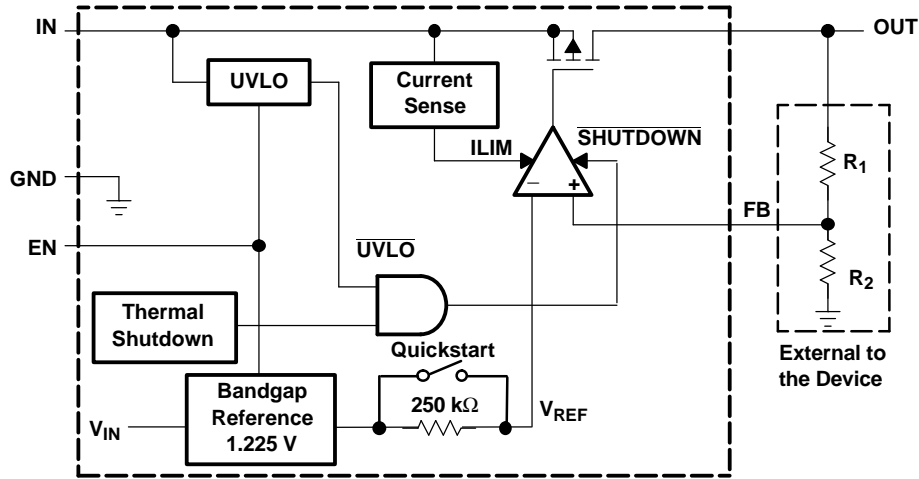 IN
OUT
UVLO
Current
Sense
SHUTDOWN
ILIM
R1
GND
− +
FB
EN
UVLO
R2
Thermal
Shutdown
Quickstart
External to
the Device
Bandgap
Reference
1.225 V
250 kΩ
VREF
VIN